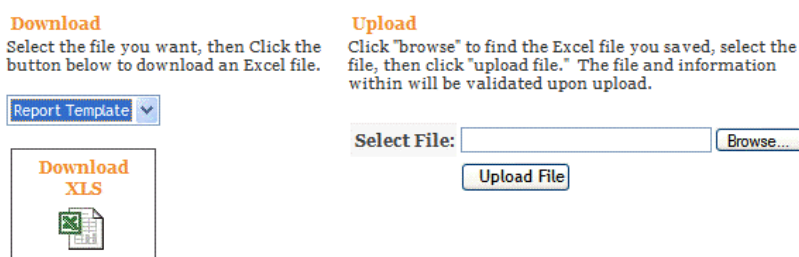 Download
Select the file you want, then Click the
button below to download an Excel file.
Report Template
Download
XLS
Upload
Click "browse" to find the Excel file you saved, select the
file, then click "upload file." The file and information
within will be validated upon upload.
Select File:
Browse...
Upload File